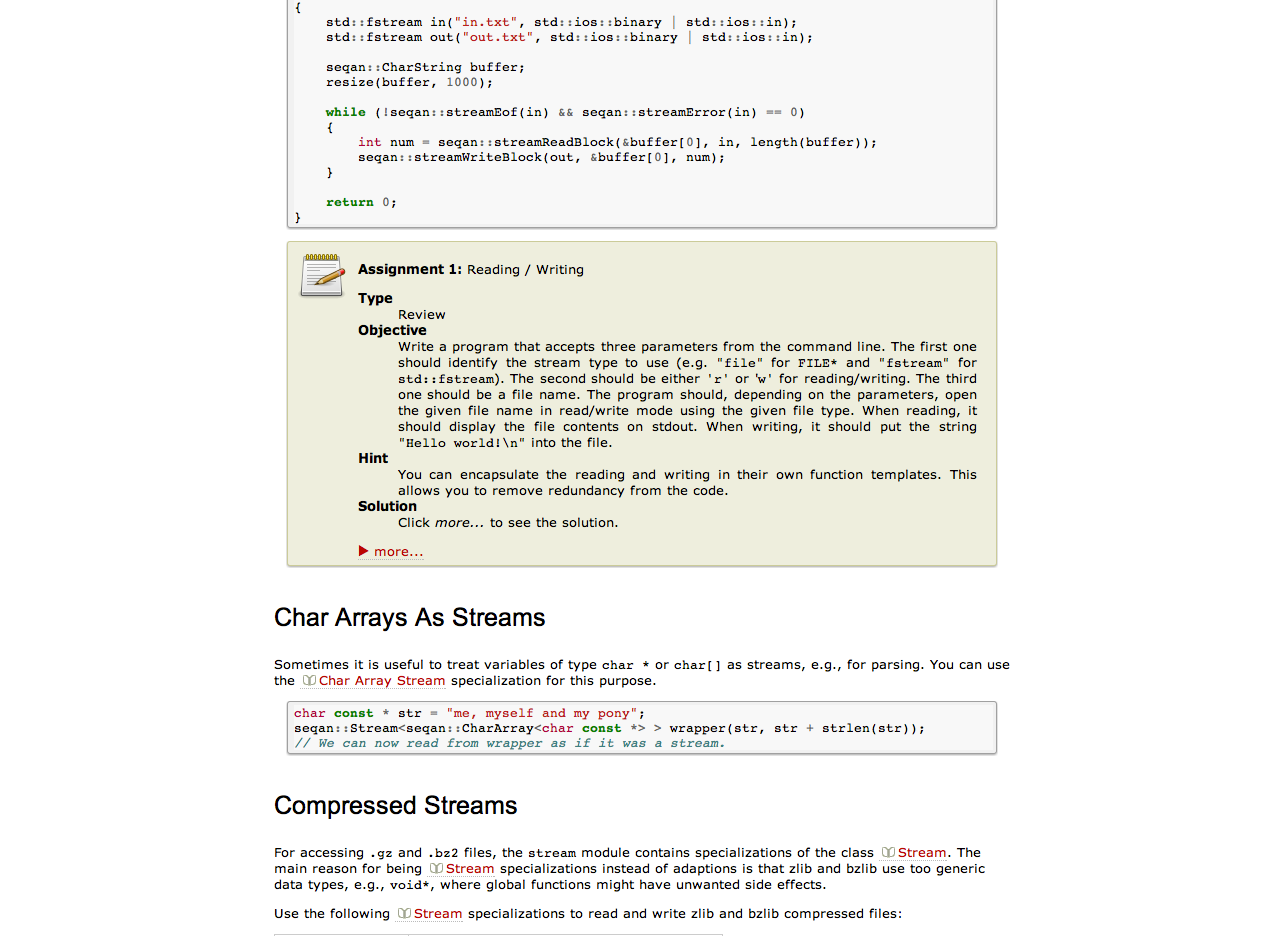 {
    std::fstream in("in.txt", std::ios::binary | std::ios::in);
    std::fstream out("out.txt", std::ios::binary | std::ios::in);
    seqan::CharString buffer;
    resize(buffer, 1000);
    while (!seqan::streamEof(in) && seqan::streamError(in) == 0)
    {
        int num = seqan::streamReadBlock(&buffer[0], in, length(buffer));
        seqan::streamWriteBlock(out, &buffer[0], num);
    }
    return 0;
}
Assignment 1: Reading / Writing
Type
Review
Objective
Write a program that accepts three parameters from the command line. The first one
should identify the stream type to use (e.g. "file" for FILE* and "fstream" for
std::fstream). The second should be either 'r' or 'w' for reading/writing. The third
one should be a file name. The program should, depending on the parameters, open
the given file name in read/write mode using the given file type. When reading, it
should display the file contents on stdout. When writing, it should put the string
"Hello world!\n" into the file.
Hint
You can encapsulate the reading and writing in their own function templates. This
allows you to remove redundancy from the code.
Solution
Click more... to see the solution.
more...
Char Arrays As Streams
Sometimes it is useful to treat variables of type char * or char[] as streams, e.g., for parsing. You can use
the Char Array Stream specialization for this purpose.
char const * str = "me, myself and my pony";
seqan::Stream<seqan::CharArray<char const *> > wrapper(str, str + strlen(str));
// We can now read from wrapper as if it was a stream.
Compressed Streams
For accessing .gz and .bz2 files, the stream module contains specializations of the class Stream. The
main reason for being Stream specializations instead of adaptions is that zlib and bzlib use too generic
data types, e.g., void*, where global functions might have unwanted side effects.
Use the following Stream specializations to read and write zlib and bzlib compressed files: